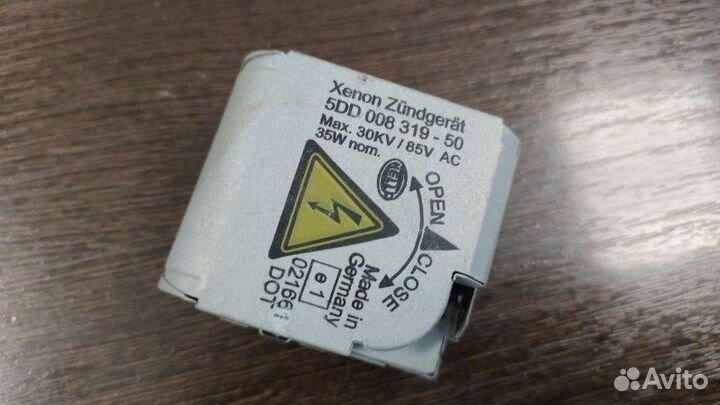 Xenon Zündgerät
5DD 008 319 - 50
Max. 30KV / 85V AC
35W nom.
OPEN
CLOSE
Made in
Germany
e 1
02166
DOT
Avito